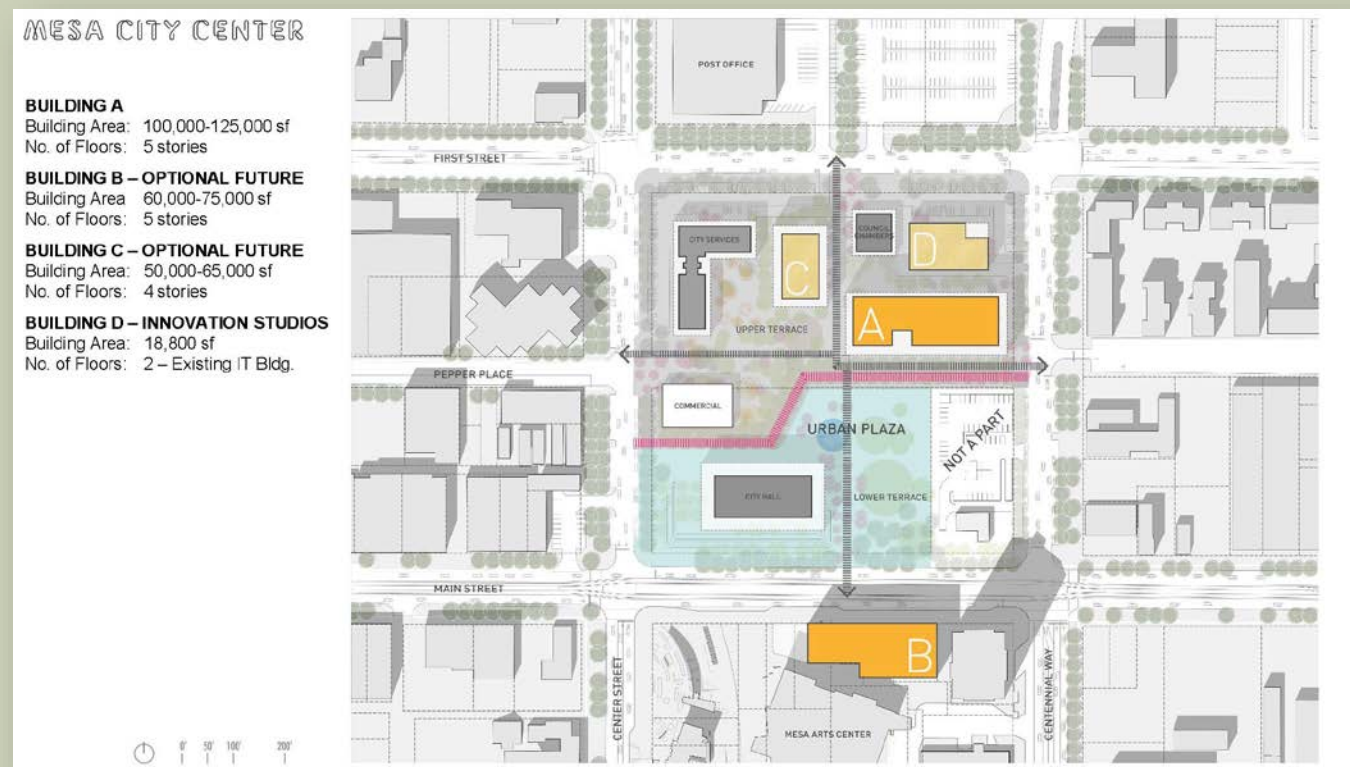 MESA CITY CENTER
BUILDING A
Building Area: 100,000-125,000 sf
No. of Floors: 5 stories
BUILDING B – OPTIONAL FUTURE
Building Area 60,000-75,000 sf
No. of Floors: 5 stories
BUILDING C – OPTIONAL FUTURE
Building Area: 50,000-65,000 sf
No. of Floors: 4 stories
BUILDING D – INNOVATION STUDIOS
Building Area: 18,800 sf
No. of Floors: 2 – Existing IT Bldg.
0' 50' 100' 200'
POST OFFICE
FIRST STREET
CITY SERVICES
COUNCIL
CHAMBERS
C
D
A
UPPER TERRACE
PEPPER PLACE
COMMERCIAL
URBAN PLAZA
NOT A PART
CITY HALL
LOWER TERRACE
MAIN STREET
B
CENTER STREET
MESA ARTS CENTER
CENTENNIAL WAY